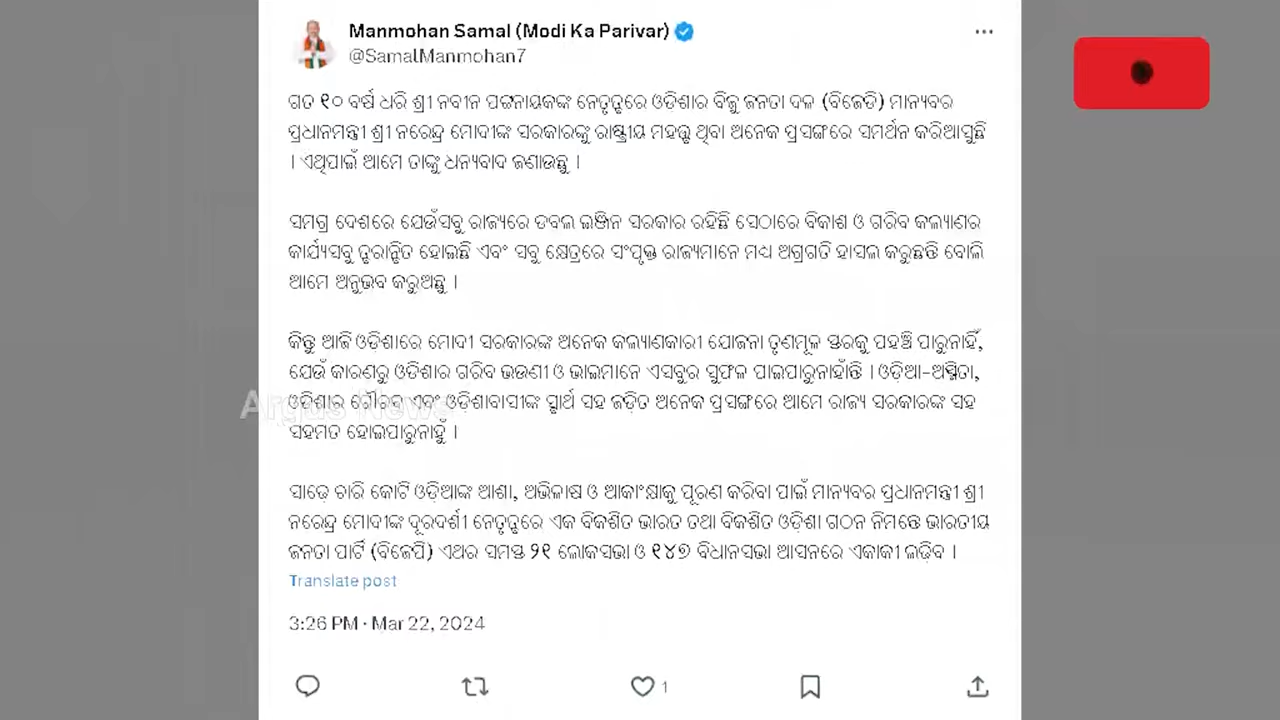 Manmohan Samal (Modi Ka Parivar)
@SamalManmohan7
ଗତ ୧୦ ବର୍ଷ ଧରି ଶ୍ରୀ ନବୀନ ପଟ୍ଟନାୟକଙ୍କ ନେତୃତ୍ବରେ ଓଡିଶାର ବିଜୁ ଜନତା ଦଳ (ବିଜେଡି) ମାନ୍ୟବର
ପ୍ରଧାନମନ୍ତ୍ରୀ ଶ୍ରୀ ନରେନ୍ଦ୍ର ମୋଦୀଙ୍କ ସରକାରଙ୍କୁ ରାଷ୍ଟ୍ରୀୟ ମହତ୍ତ୍ୱ ଥିବା ଅନେକ ପ୍ରସଙ୍ଗରେ ସମର୍ଥନ କରିଆସୁଛି
। ଏଥିପାଇଁ ଆମେ ତାଙ୍କୁ ଧନ୍ୟବାଦ ଜଣାଉଛୁ ।
ସମଗ୍ର ଦେଶରେ ଯେଉଁସବୁ ରାଜ୍ୟରେ ଡବଲ ଇଞ୍ଜିନ ସରକାର ରହିଛି ସେଠାରେ ବିକାଶ ଓ ଗରିବ କଲ୍ୟାଣର
କାର୍ଯ୍ୟସବୁ ତ୍ୱରାନ୍ୱିତ ହୋଇଛି ଏବଂ ସବୁ କ୍ଷେତ୍ରରେ ସଂପୃକ୍ତ ରାଜ୍ୟମାନେ ମଧ୍ୟ ଅଗ୍ରଗତି ହାସଲ କରୁଛନ୍ତି ବୋଲି
ଆମେ ଅନୁଭବ କରୁଅଛୁ ।
କିନ୍ତୁ ଆଜି ଓଡ଼ିଶାରେ ମୋଦୀ ସରକାରଙ୍କ ଅନେକ କଲ୍ୟାଣକାରୀ ଯୋଜନା ତୃଣମୂଳ ସ୍ତରକୁ ପହଞ୍ଚି ପାରୁନାହିଁ,
ଯେଉଁ କାରଣରୁ ଓଡିଶାର ଗରିବ ଭଉଣୀ ଓ ଭାଇମାନେ ଏସବୁର ସୁଫଳ ପାଇପାରୁନାହାଁନ୍ତି । ଓଡ଼ିଆ-ଅସ୍ମିତା,
ଓଡ଼ିଶାର ଗୌରବ ଏବଂ ଓଡ଼ିଶାବାସୀଙ୍କ ସ୍ବାର୍ଥ ସହ ଜଡ଼ିତ ଅନେକ ପ୍ରସଙ୍ଗରେ ଆମେ ରାଜ୍ୟ ସରକାରଙ୍କ ସହ
ସହମତ ହୋଇପାରୁନାହୁଁ ।
ସାଢ଼େ ଚାରି କୋଟି ଓଡ଼ିଆଙ୍କ ଆଶା, ଅଭିଳାଷ ଓ ଆକାଂକ୍ଷାକୁ ପୂରଣ କରିବା ପାଇଁ ମାନ୍ୟବର ପ୍ରଧାନମନ୍ତ୍ରୀ ଶ୍ରୀ
ନରେନ୍ଦ୍ର ମୋଦୀଙ୍କ ଦୂରଦର୍ଶୀ ନେତୃତ୍ବରେ ଏକ ବିକଶିତ ଭାରତ ତଥା ବିକଶିତ ଓଡ଼ିଶା ଗଠନ ନିମନ୍ତେ ଭାରତୀୟ
ଜନତା ପାର୍ଟି (ବିଜେପି) ଏଥର ସମସ୍ତ ୨୧ ଲୋକସଭା ଓ ୧୪୭ ବିଧାନସଭା ଆସନରେ ଏକାକୀ ଲଢ଼ିବ ।
Translate post
3:26 PM · Mar 22, 2024
1
Argus News